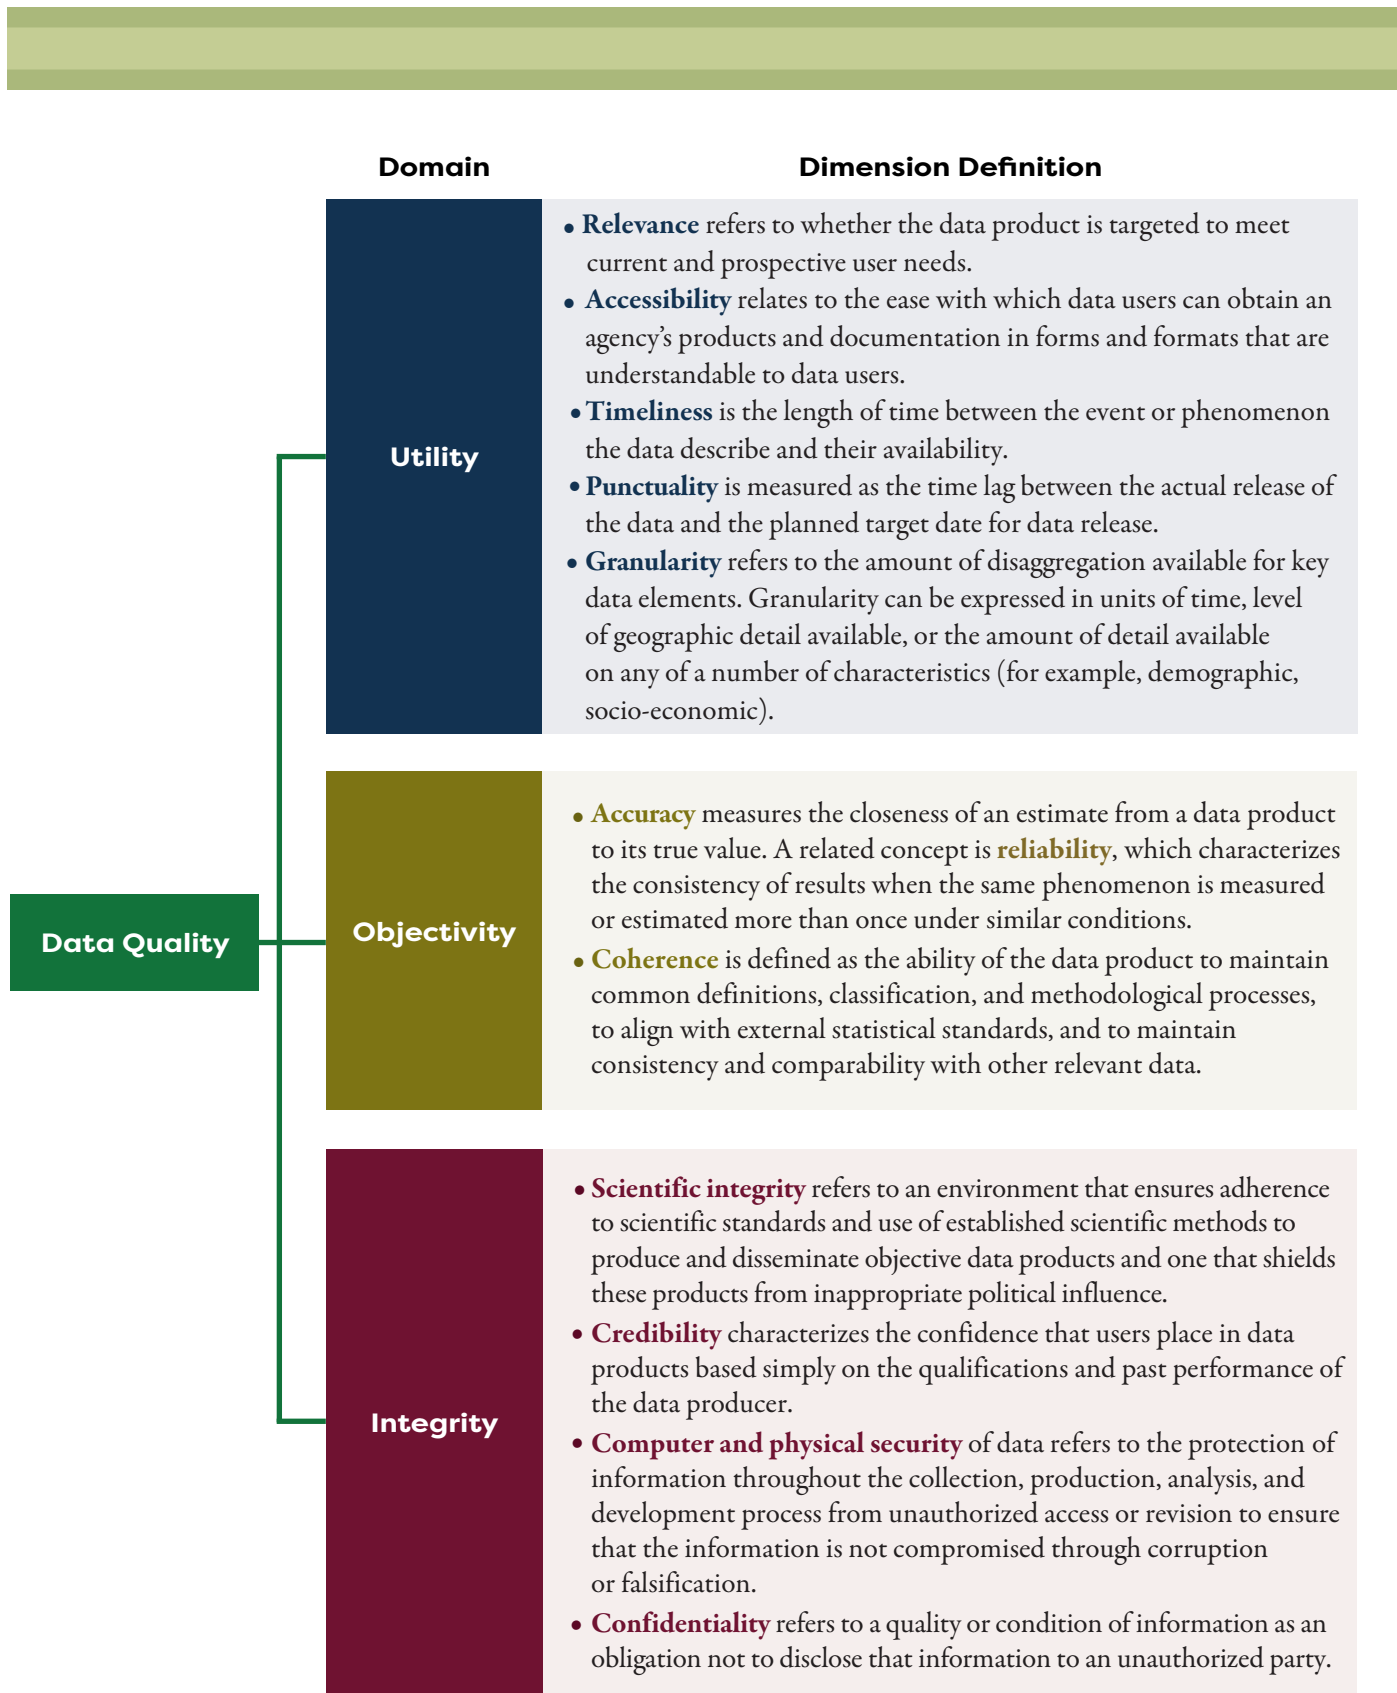 Domain
Dimension Definition
Data Quality
Utility
• Relevance refers to whether the data product is targeted to meet
current and prospective user needs.
• Accessibility relates to the ease with which data users can obtain an
agency’s products and documentation in forms and formats that are
understandable to data users.
• Timeliness is the length of time between the event or phenomenon
the data describe and their availability.
• Punctuality is measured as the time lag between the actual release of
the data and the planned target date for data release.
• Granularity refers to the amount of disaggregation available for key
data elements. Granularity can be expressed in units of time, level
of geographic detail available, or the amount of detail available
on any of a number of characteristics (for example, demographic,
socio-economic).
Objectivity
• Accuracy measures the closeness of an estimate from a data product
to its true value. A related concept is reliability, which characterizes
the consistency of results when the same phenomenon is measured
or estimated more than once under similar conditions.
• Coherence is defined as the ability of the data product to maintain
common definitions, classification, and methodological processes,
to align with external statistical standards, and to maintain
consistency and comparability with other relevant data.
Integrity
• Scientific integrity refers to an environment that ensures adherence
to scientific standards and use of established scientific methods to
produce and disseminate objective data products and one that shields
these products from inappropriate political influence.
• Credibility characterizes the confidence that users place in data
products based simply on the qualifications and past performance of
the data producer.
• Computer and physical security of data refers to the protection of
information throughout the collection, production, analysis, and
development process from unauthorized access or revision to ensure
that the information is not compromised through corruption
or falsification.
• Confidentiality refers to a quality or condition of information as an
obligation not to disclose that information to an unauthorized party.